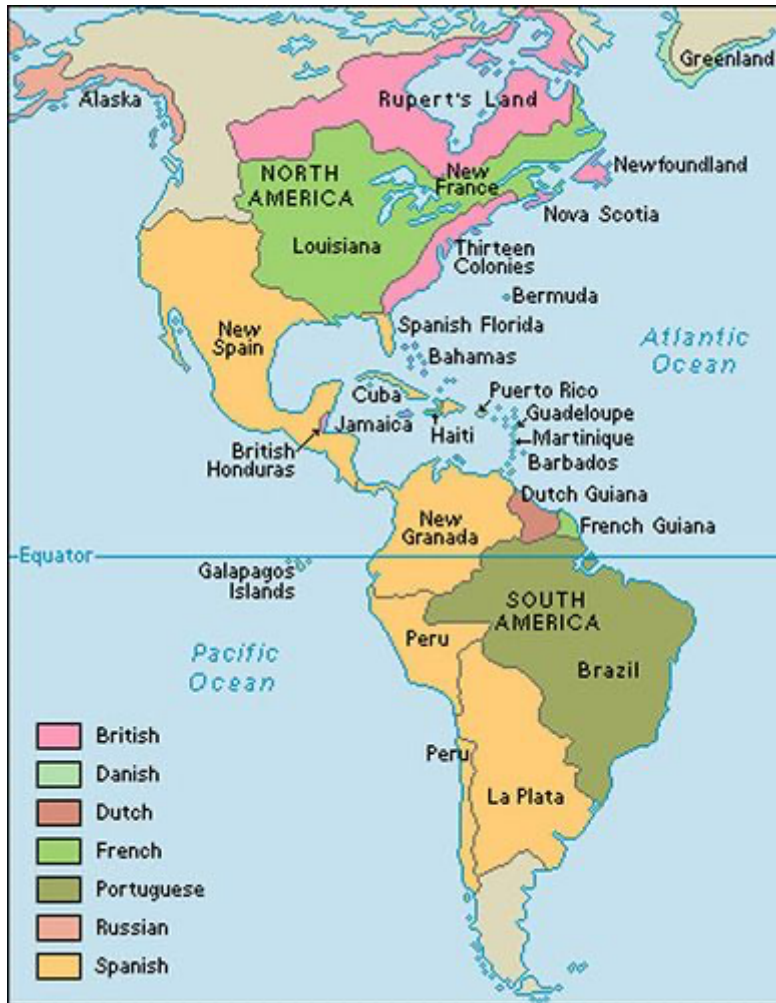 Greenland
Alaska
Rupert's Land
NORTH
AMERICA
New
France
Newfoundland
Nova Scotia
Louisiana
Thirteen
Colonies
Bermuda
New
Spain
Spanish Florida
Atlantic
Ocean
Bahamas
Cuba
Puerto Rico
Jamaica
Haiti
Guadeloupe
Martinique
British
Honduras
Barbados
Dutch Guiana
New
Granada
French Guiana
Equator
Galapagos
Islands
SOUTH
AMERICA
Peru
Pacific
Ocean
Brazil
Peru
La Plata
British
Danish
Dutch
French
Portuguese
Russian
Spanish